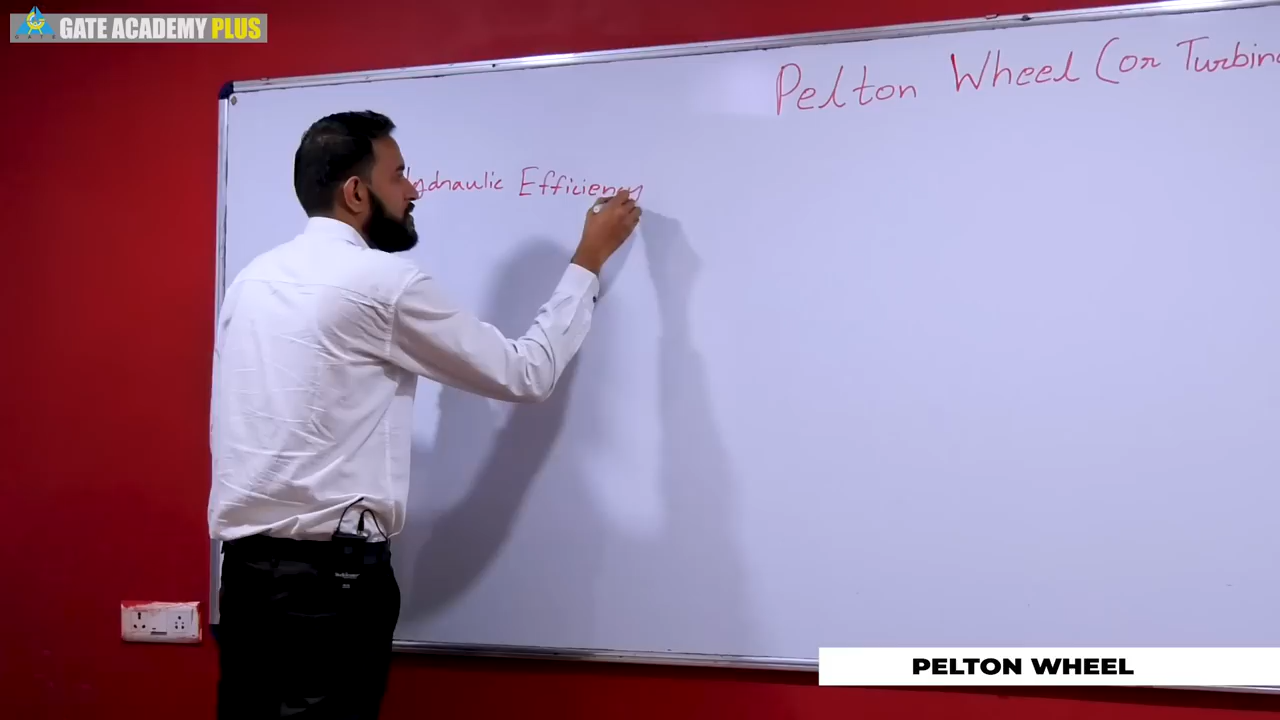 GATE ACADEMY PLUS
Pelton Wheel (or Turbine
Hydraulic Efficiency
PELTON WHEEL